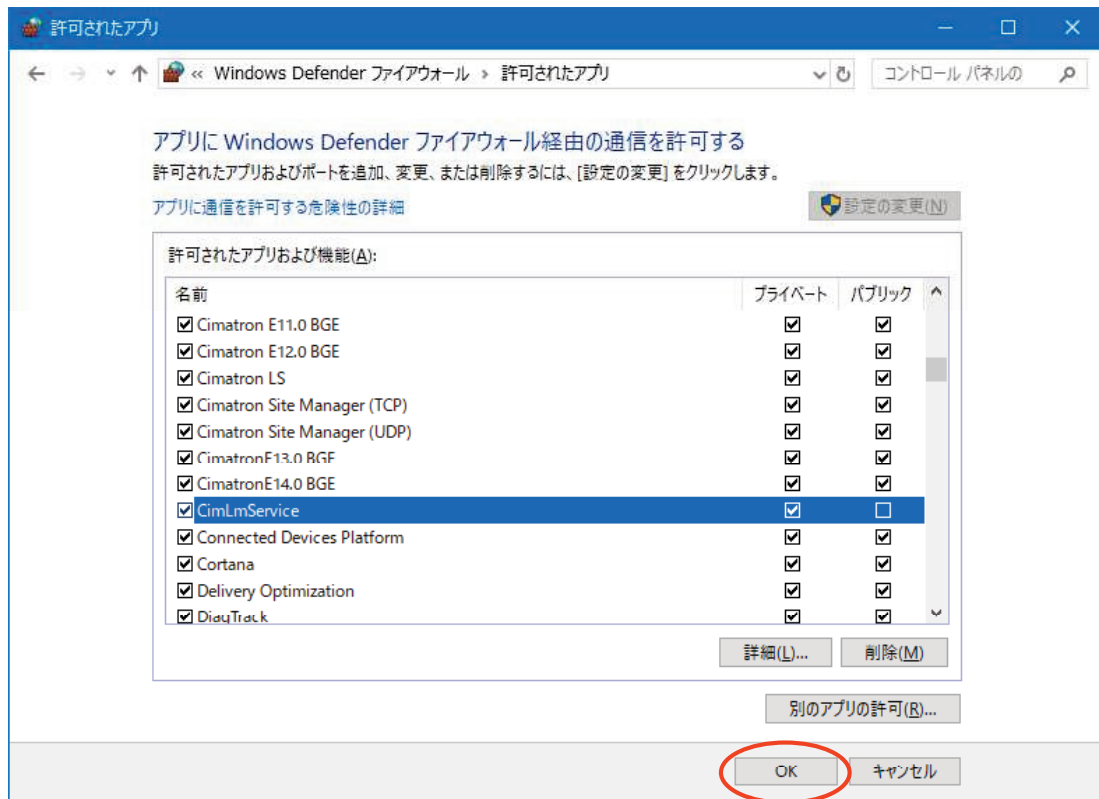 許可されたアプリ
« Windows Defender ファイアウォール › 許可されたアプリ
コントロール パネルの
アプリに Windows Defender ファイアウォール経由の通信を許可する
許可されたアプリおよびポートを追加、変更、または削除するには、[設定の変更] をクリックします。
アプリに通信を許可する危険性の詳細
設定の変更(N)
許可されたアプリおよび機能(A):
名前 プライベート パブリック
Cimatron E11.0 BGE
Cimatron E12.0 BGE
Cimatron LS
Cimatron Site Manager (TCP)
Cimatron Site Manager (UDP)
CimatronE13.0 BGE
CimatronE14.0 BGE
CimLmService
Connected Devices Platform
Cortana
Delivery Optimization
DiagTrack
詳細(L)... 削除(M)
別のアプリの許可(R)...
OK キャンセル